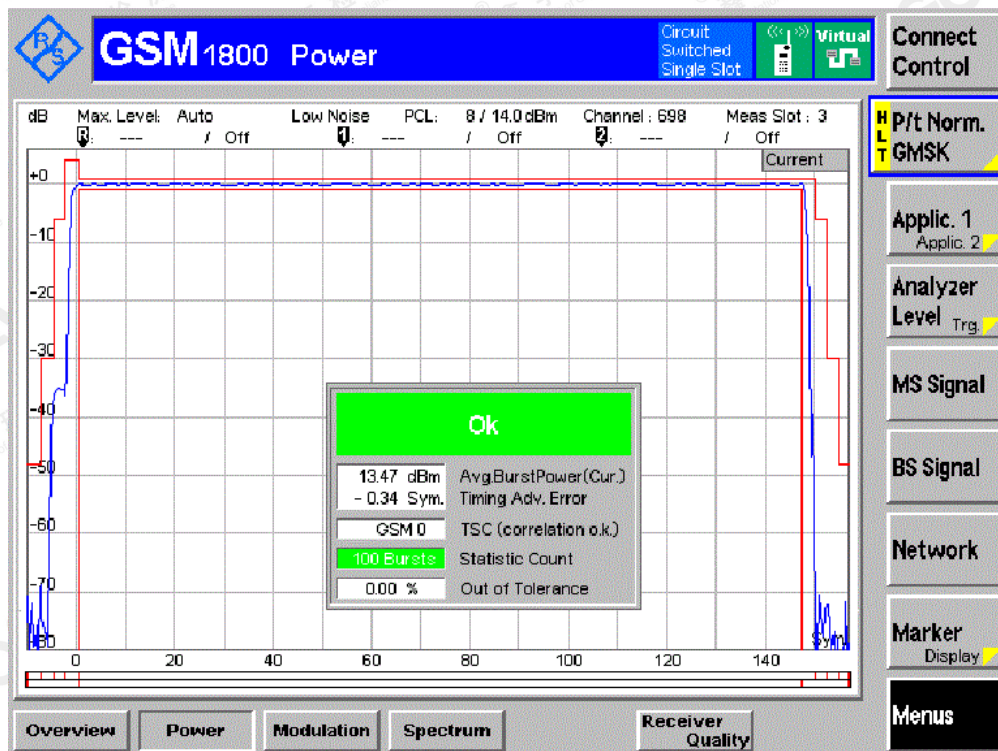 R S
GSM 1800 Power
Circuit
Switched
Single Slot
Virtual
Connect
Control
dB Max. Level: Auto Low Noise PCL: 8 / 14.0 dBm Channel : 698 Meas Slot : 3
R : --- / Off 1 : --- / Off 2 : --- / Off
Current
H
L
T
P/t Norm.
GMSK
+0
-10
-20
-30
-40
-50
-60
-70
-80
Sym
0 20 40 60 80 100 120 140
Ok
13.47 dBm Avg.BurstPower(Cur.)
- 0.34 Sym. Timing Adv. Error
GSM 0 TSC (correlation o.k.)
100 Bursts Statistic Count
0.00 % Out of Tolerance
Applic. 1
Applic. 2
Analyzer
Level Trg.
MS Signal
BS Signal
Network
Marker
Display
Menus
Overview Power Modulation Spectrum Receiver
Quality